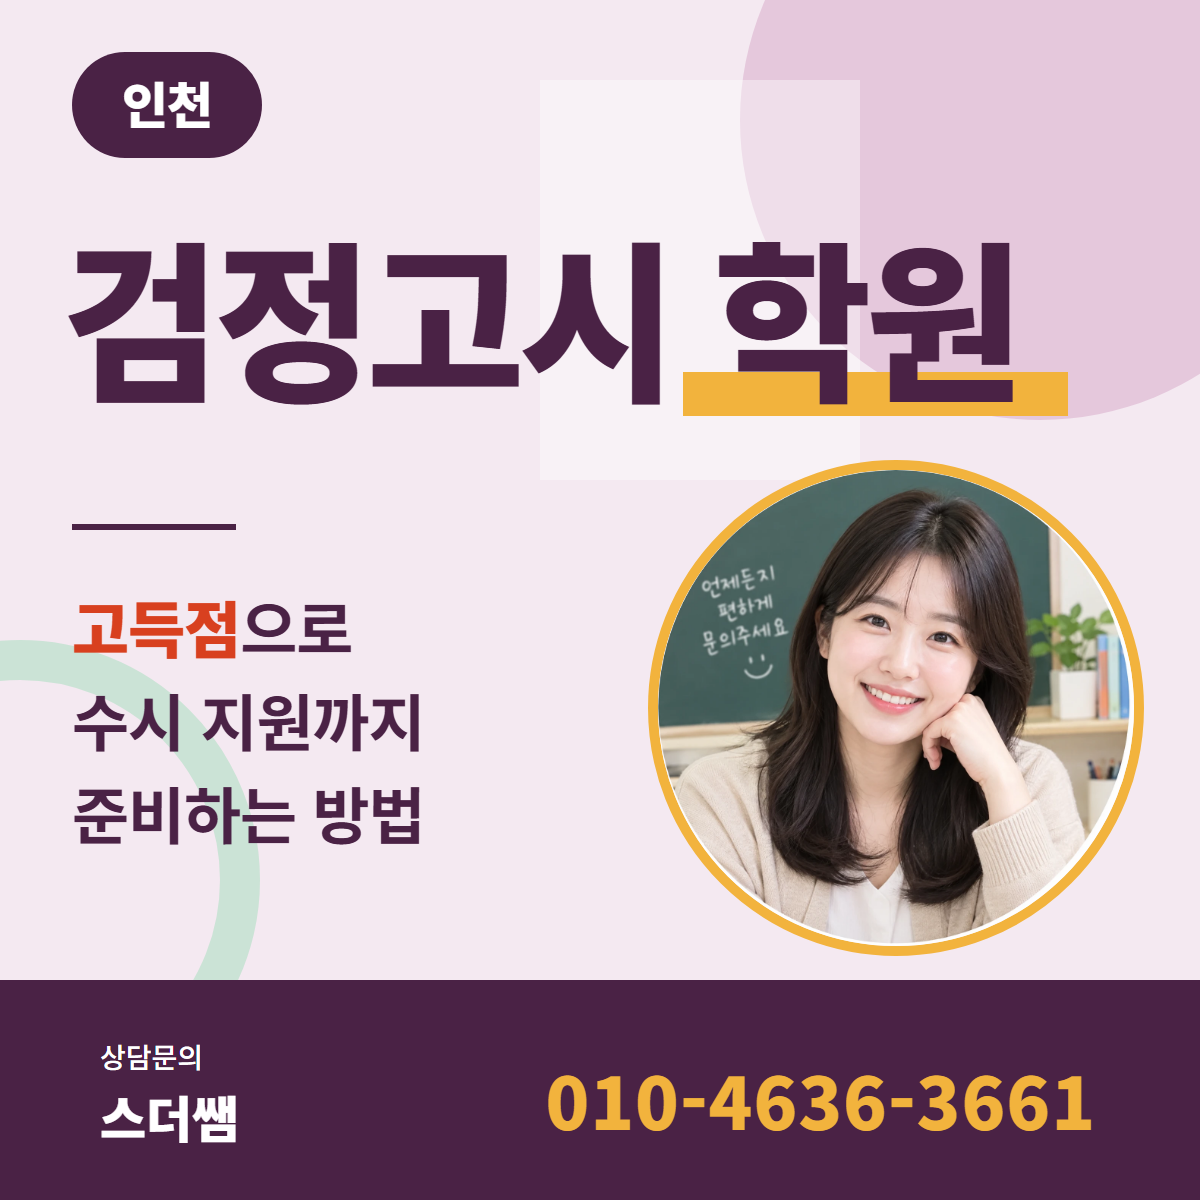 인천
검정고시 학원
고득점으로
수시 지원까지
준비하는 방법
언제든지
편하게
문의주세요
상담문의
스더쌤
010-4636-3661